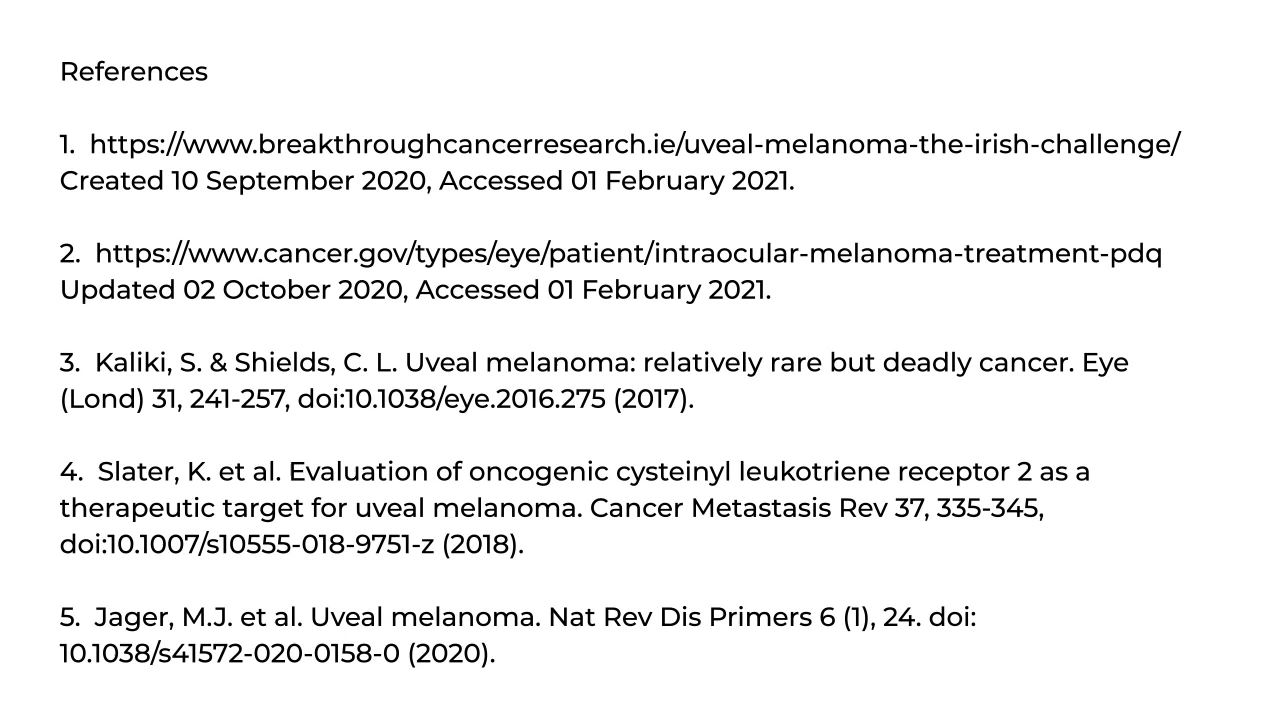 References
1. https://www.breakthroughcancerresearch.ie/uveal-melanoma-the-irish-challenge/
Created 10 September 2020, Accessed 01 February 2021.
2. https://www.cancer.gov/types/eye/patient/intraocular-melanoma-treatment-pdq
Updated 02 October 2020, Accessed 01 February 2021.
3. Kaliki, S. & Shields, C. L. Uveal melanoma: relatively rare but deadly cancer. Eye
(Lond) 31, 241-257, doi:10.1038/eye.2016.275 (2017).
4. Slater, K. et al. Evaluation of oncogenic cysteinyl leukotriene receptor 2 as a
therapeutic target for uveal melanoma. Cancer Metastasis Rev 37, 335-345,
doi:10.1007/s10555-018-9751-z (2018).
5. Jager, M.J. et al. Uveal melanoma. Nat Rev Dis Primers 6 (1), 24. doi:
10.1038/s41572-020-0158-0 (2020).